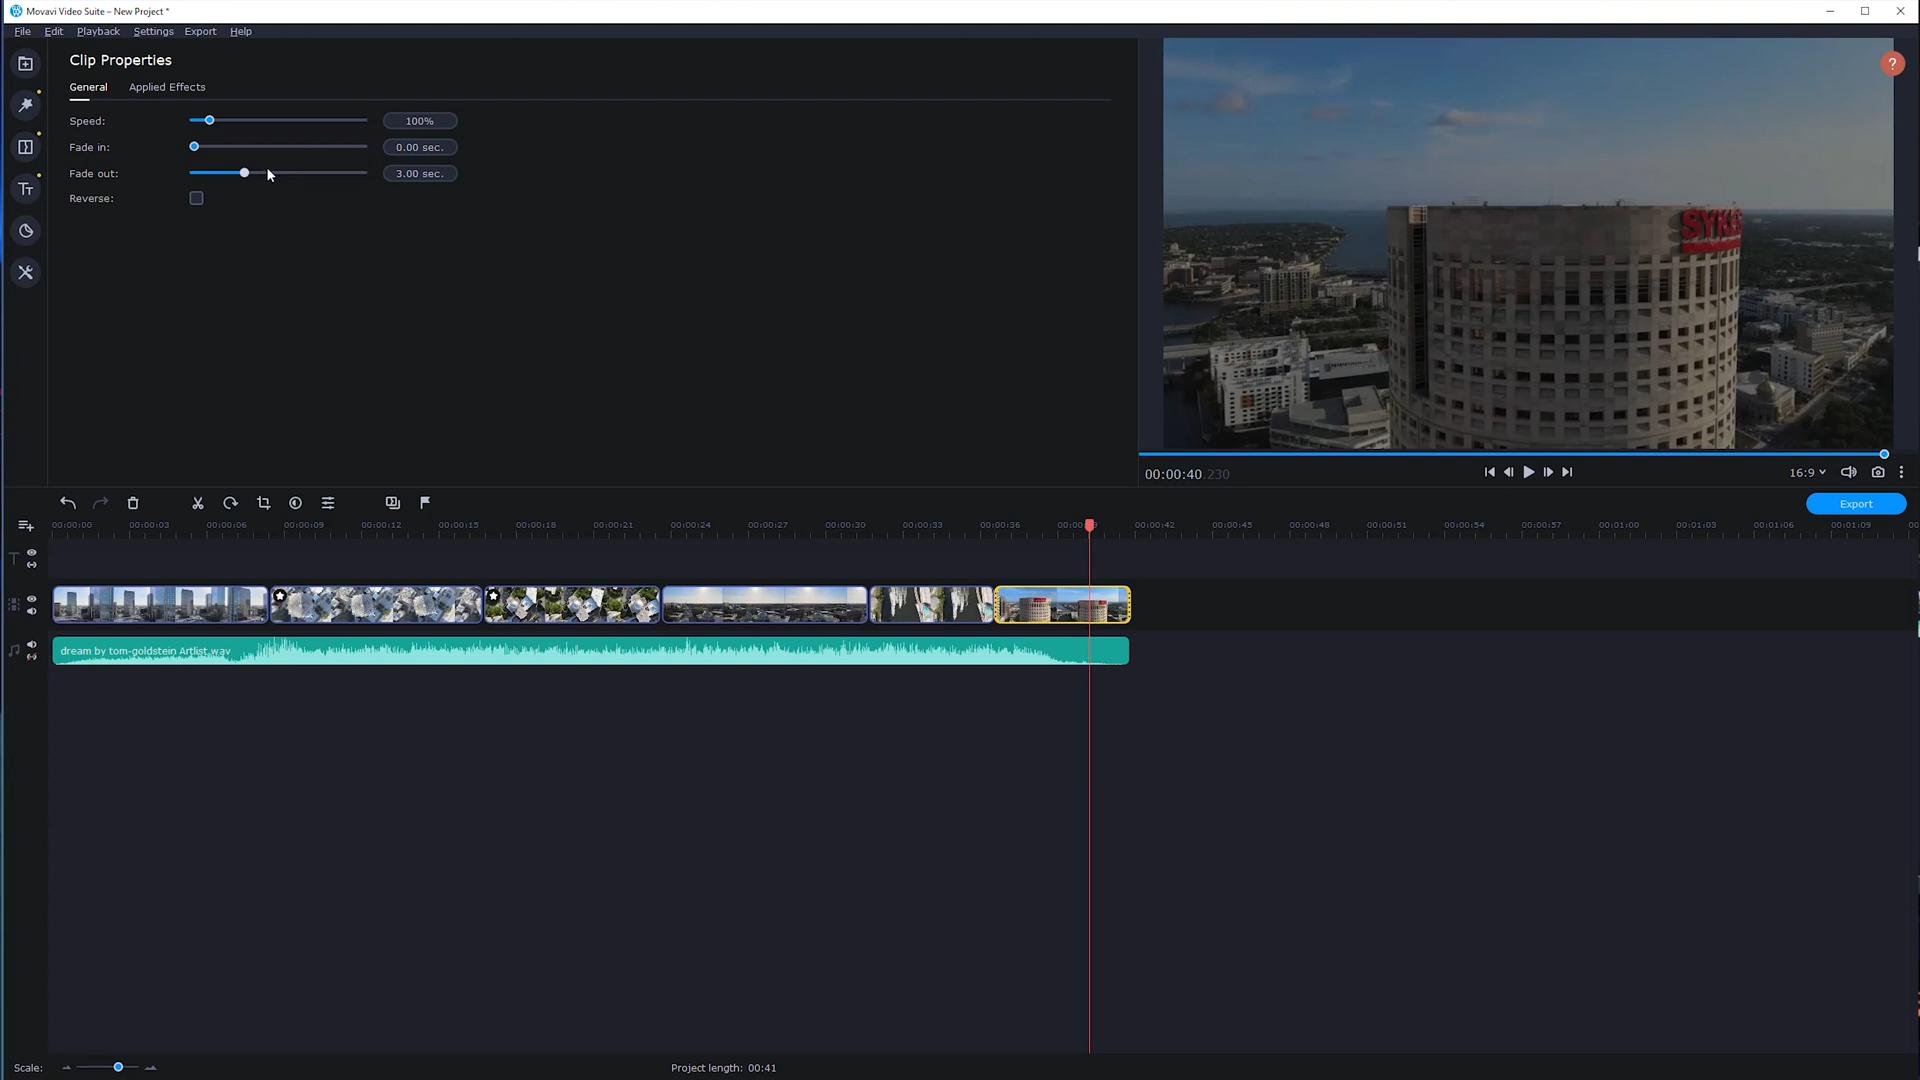 Movavi Video Suite – New Project *
File Edit Playback Settings Export Help
Clip Properties
General Applied Effects
Speed: 100%
Fade in: 0.00 sec.
Fade out: 3.00 sec.
Reverse:
?
00:00:40.230
16:9
Export
00:00:00 00:00:03 00:00:06 00:00:09 00:00:12 00:00:15 00:00:18 00:00:21 00:00:24 00:00:27 00:00:30 00:00:33 00:00:36 00:00:42 00:00:45 00:00:48 00:00:51 00:00:54 00:00:57 00:01:00 00:01:03 00:01:06 00:01:09
dream by tom-goldstein Artlist.wav
Scale:
Project length: 00:41